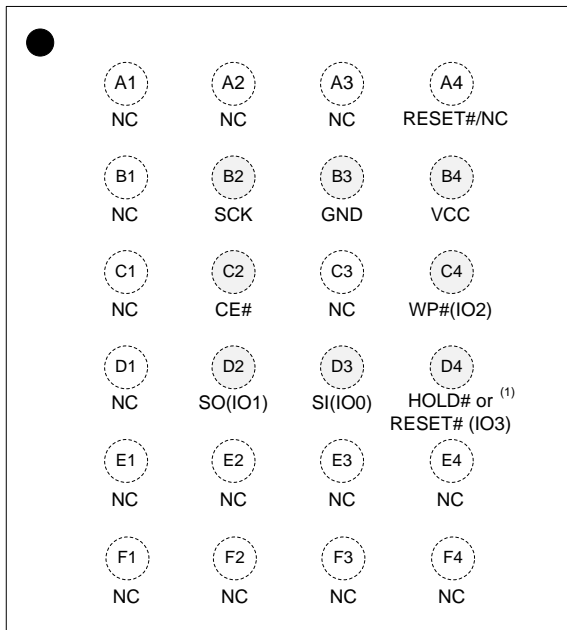 A1 A2 A3 A4
NC NC NC RESET#/NC
B1 B2 B3 B4
NC SCK GND VCC
C1 C2 C3 C4
NC CE# NC WP#(IO2)
D1 D2 D3 D4
NC SO(IO1) SI(IO0) HOLD# or (1)
RESET# (IO3)
E1 E2 E3 E4
NC NC NC NC
F1 F2 F3 F4
NC NC NC NC